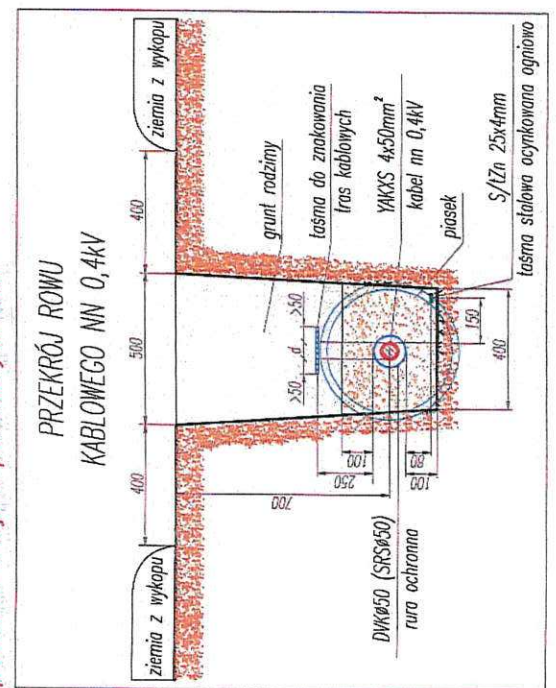 PRZEKRÓJ ROWU
KABLOWEGO NN 0,4kV
ziemia z wykopu
400
500
400
ziemia z wykopu
grunt rodzimy
taśma do znakowania
tras kablowych
YAKXS 4x50mm²
kabel nn 0,4kV
piasek
S/tZn 25x4mm
taśma stalowa ocynkowana ogniowo
>50
d
>50
700
250
100
80
100
150
400
DVKø50 (SRSø50)
rura ochronna